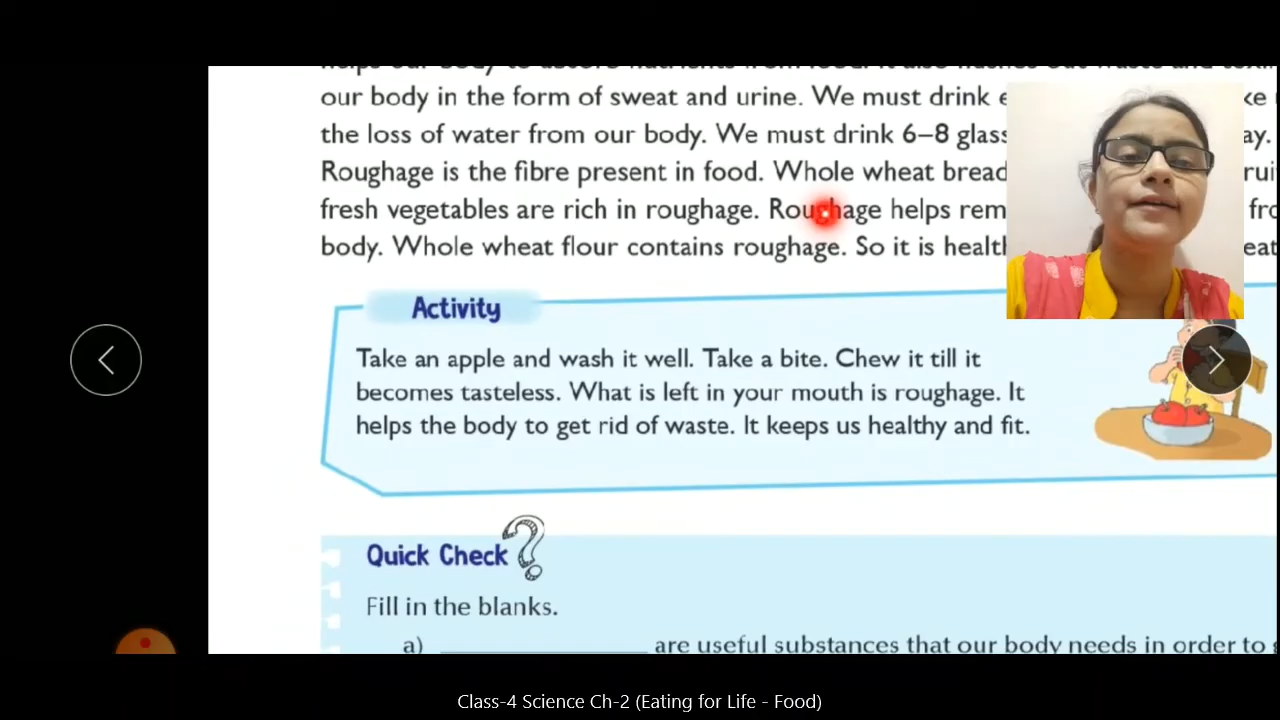 our body in the form of sweat and urine. We must drink
the loss of water from our body. We must drink 6–8 ay.
Roughage is the fibre present in food. Whole wheat bread
fresh vegetables are rich in roughage. Roughage helps
body. Whole wheat flour contains roughage. So it is
Activity
Take an apple and wash it well. Take a bite. Chew it till it
becomes tasteless. What is left in your mouth is roughage. It
helps the body to get rid of waste. It keeps us healthy and fit.
Quick Check ?
Fill in the blanks.
a) ____________ are useful substances that our body needs in order to
Class-4 Science Ch-2 (Eating for Life - Food)